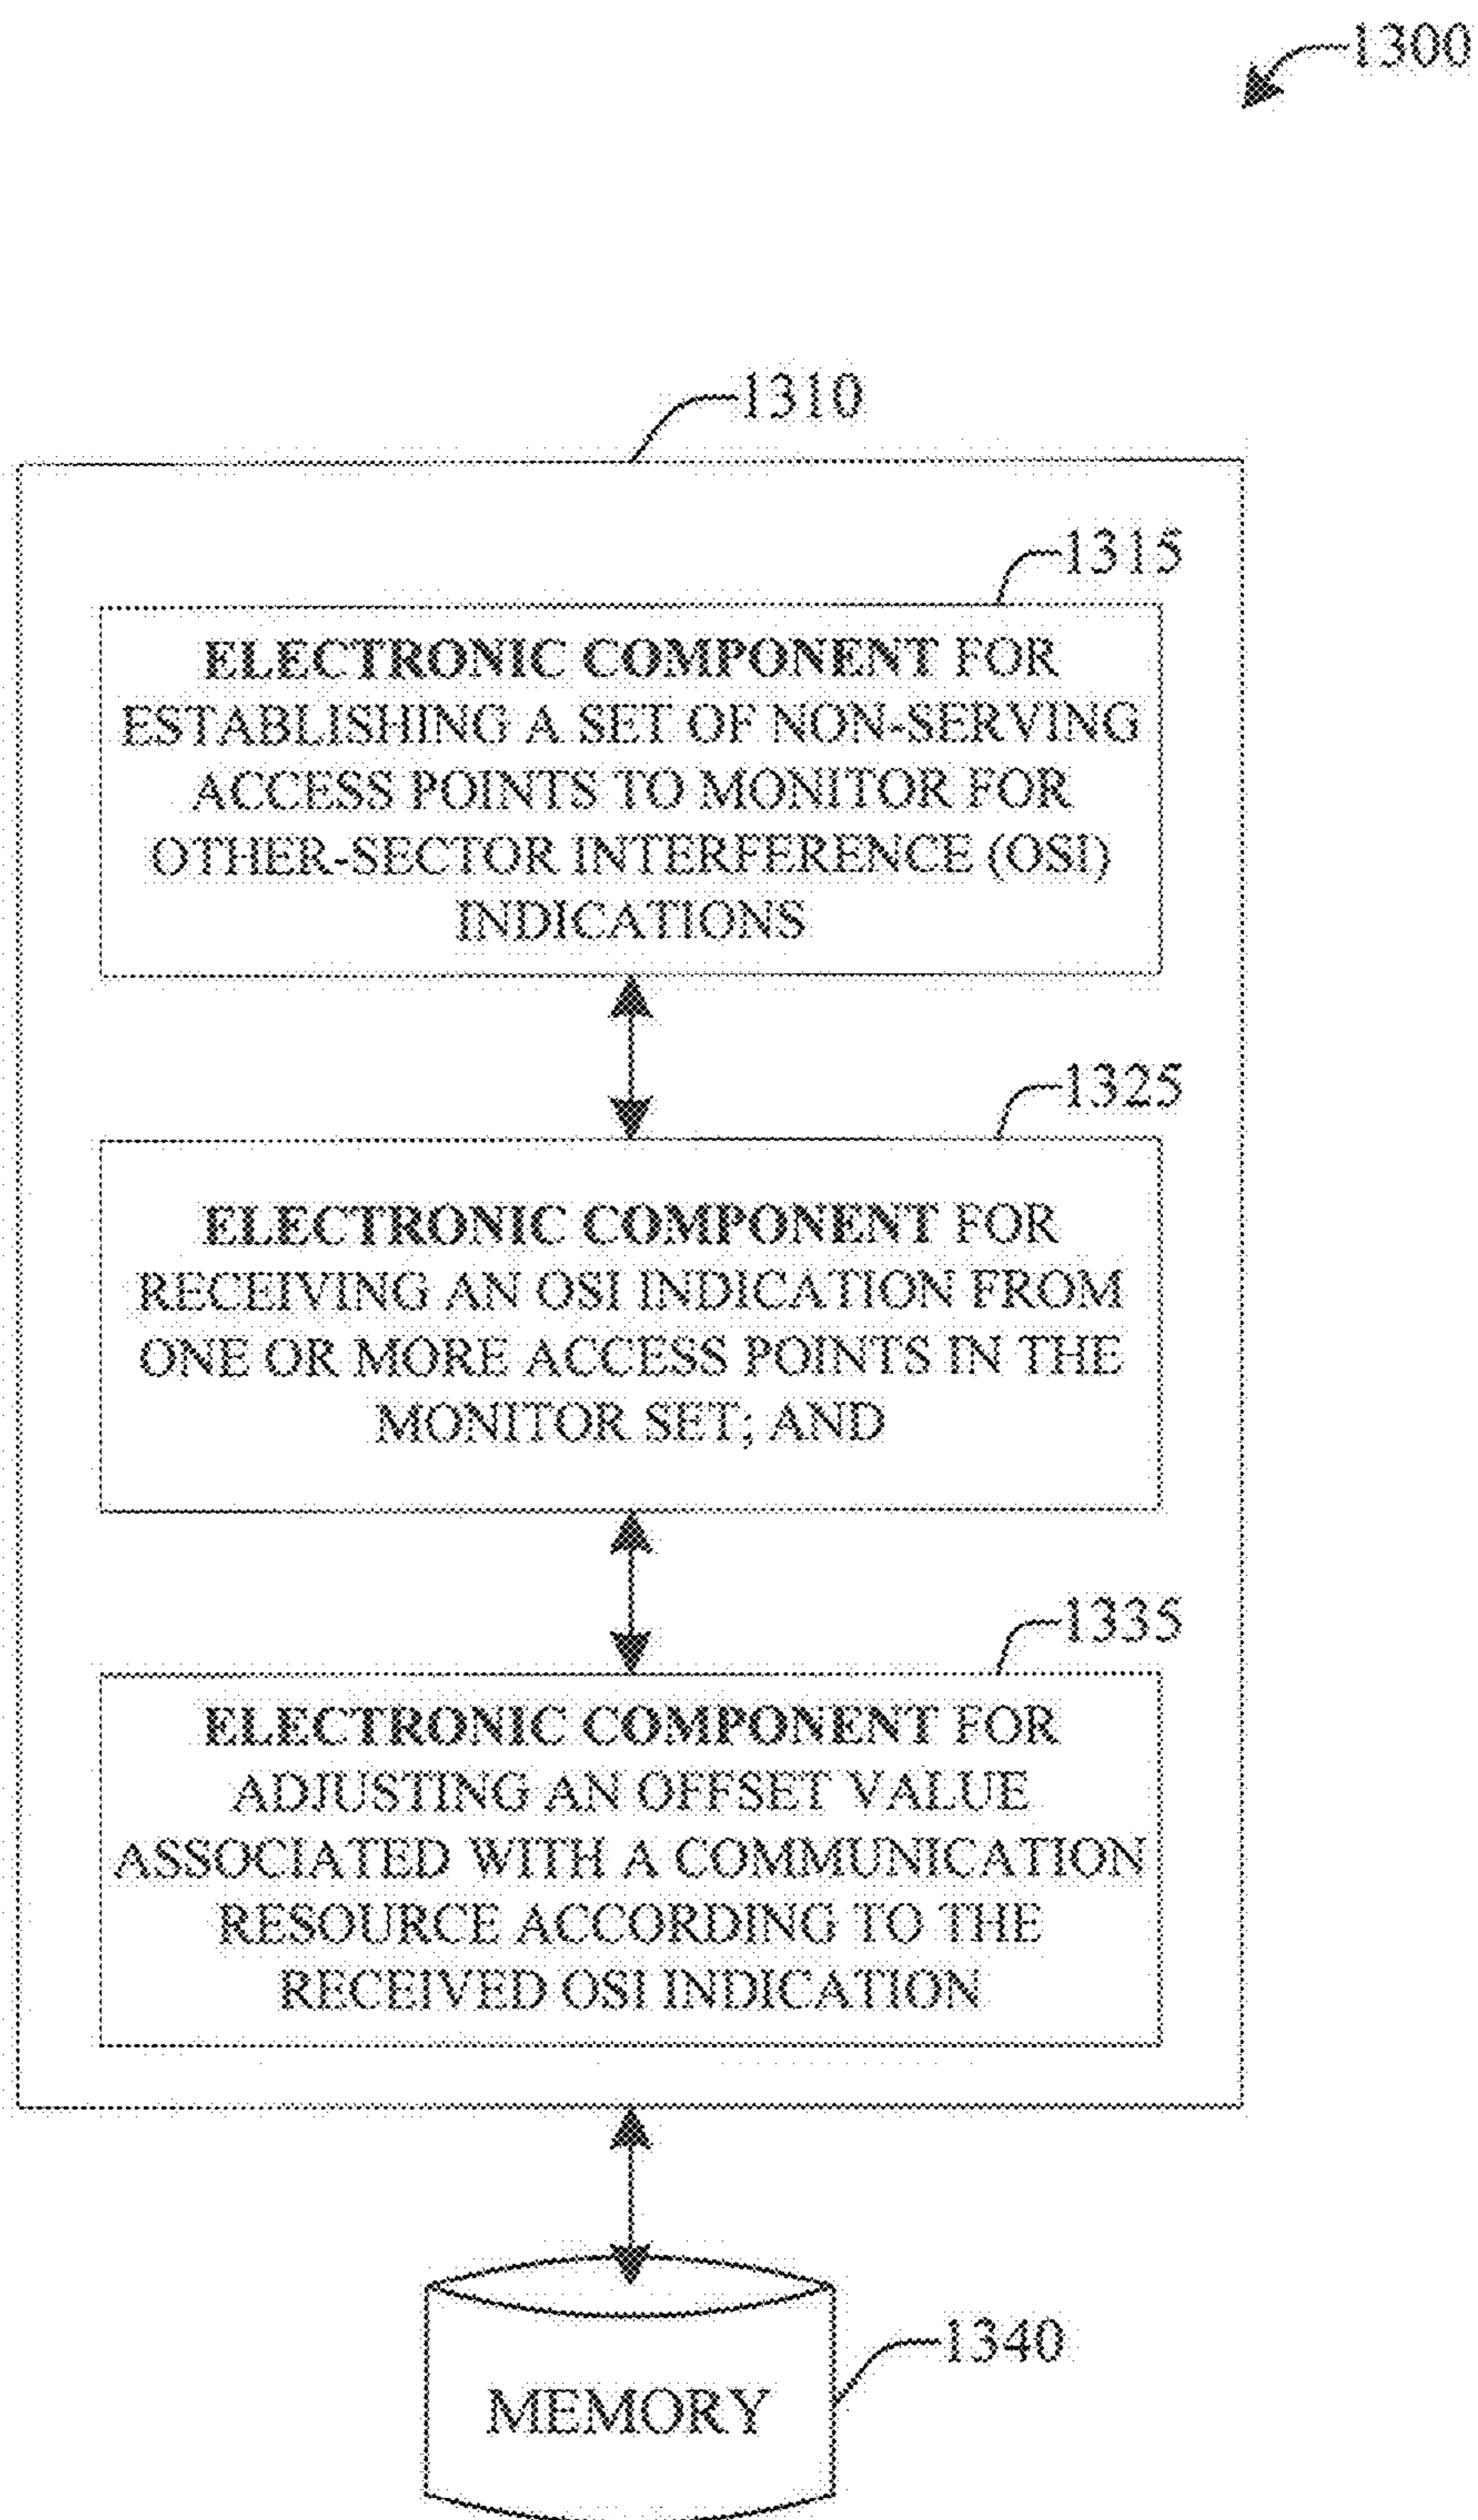 1300
1310
1315
ELECTRONIC COMPONENT FOR
ESTABLISHING A SET OF NON-SERVING
ACCESS POINTS TO MONITOR FOR
OTHER-SECTOR INTERFERENCE (OSI)
INDICATIONS
1325
ELECTRONIC COMPONENT FOR
RECEIVING AN OSI INDICATION FROM
ONE OR MORE ACCESS POINTS IN THE
MONITOR SET; AND
1335
ELECTRONIC COMPONENT FOR
ADJUSTING AN OFFSET VALUE
ASSOCIATED WITH A COMMUNICATION
RESOURCE ACCORDING TO THE
RECEIVED OSI INDICATION
1340
MEMORY